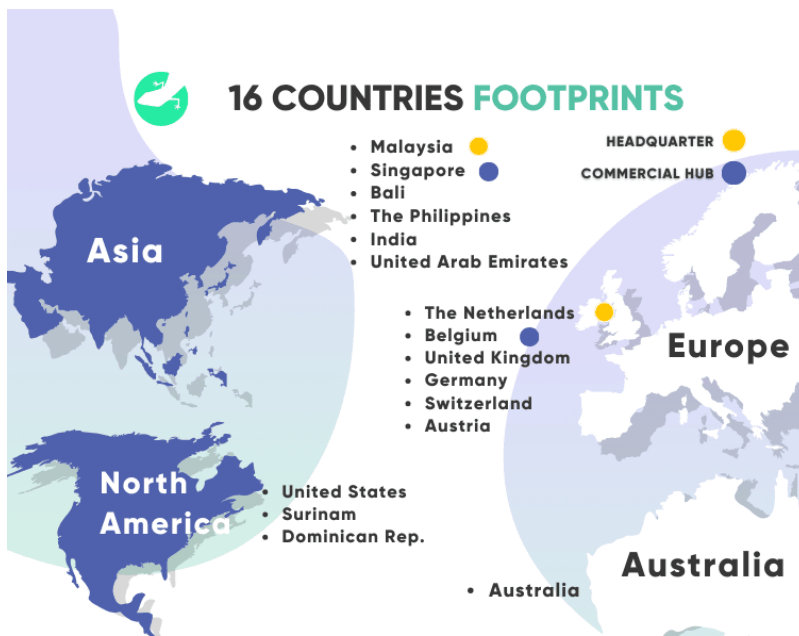 16 COUNTRIES FOOTPRINTS
• Malaysia
• Singapore
• Bali
• The Philippines
• India
• United Arab Emirates
HEADQUARTER
COMMERCIAL HUB
Asia
• The Netherlands
• Belgium
• United Kingdom
• Germany
• Switzerland
• Austria
Europe
North
America
• United States
• Surinam
• Dominican Rep.
Australia
• Australia